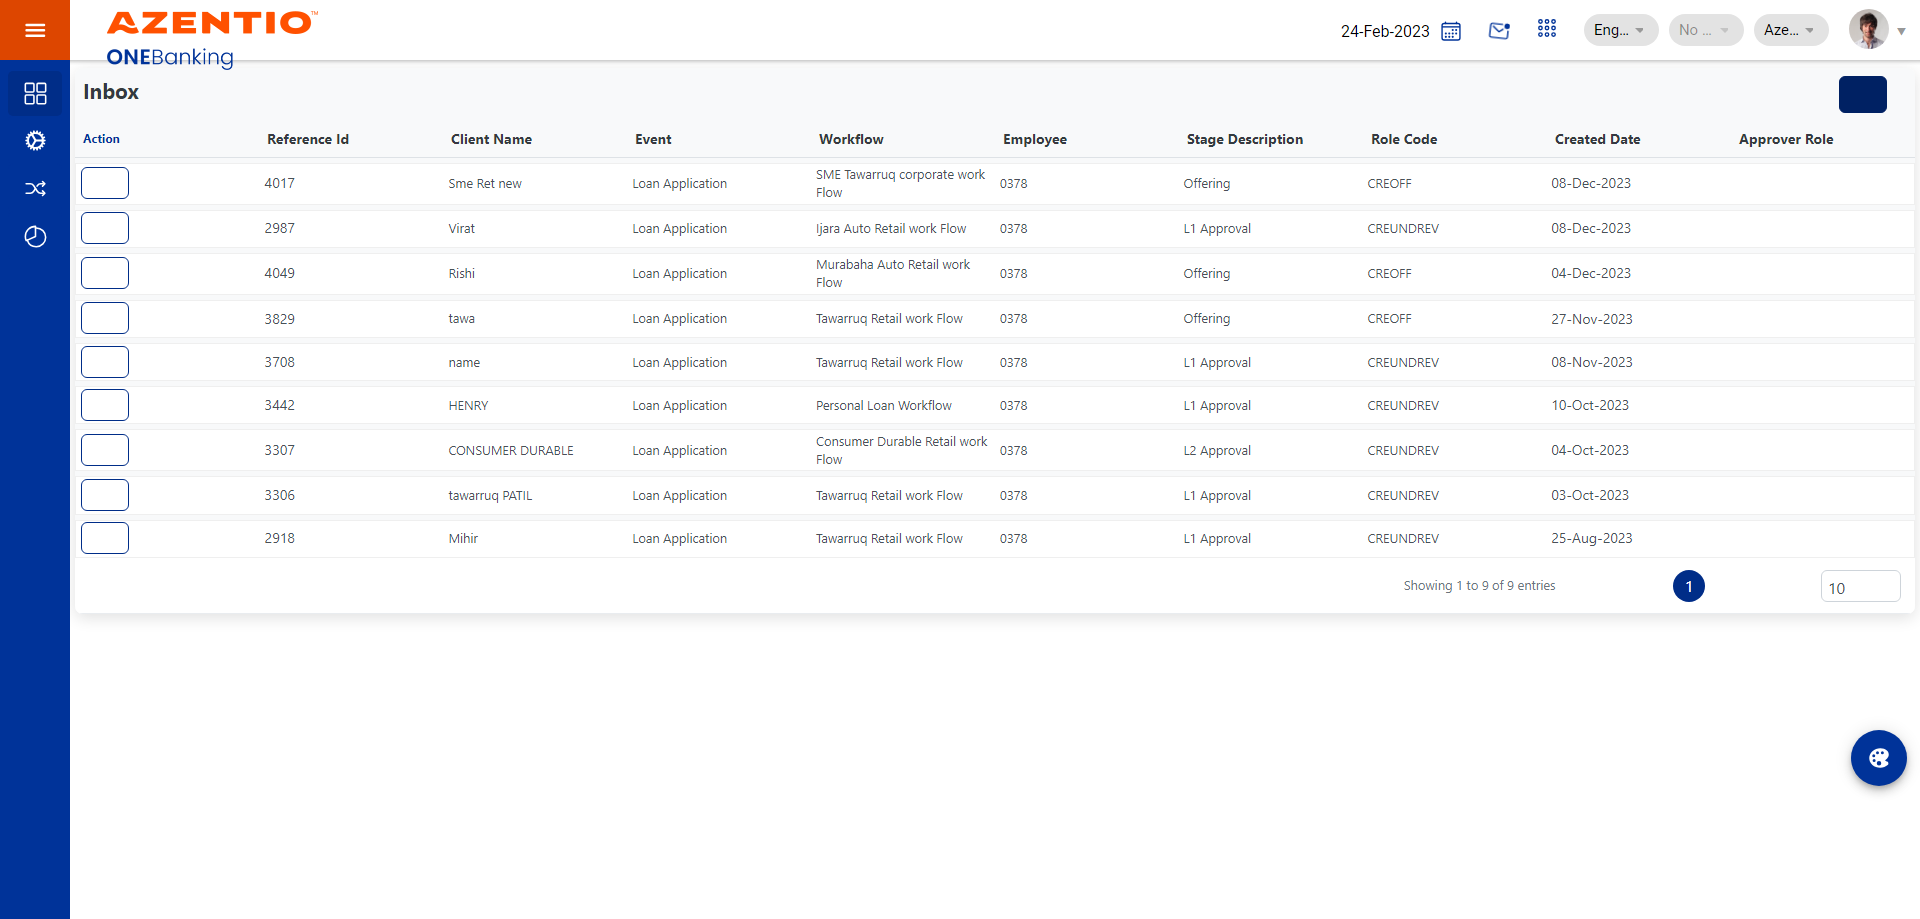 AZENTIO™
ONEBanking
24-Feb-2023
Eng...
No ...
Aze...
Inbox
Action Reference Id Client Name Event Workflow Employee Stage Description Role Code Created Date Approver Role
4017 Sme Ret new Loan Application SME Tawarruq corporate work Flow 0378 Offering CREOFF 08-Dec-2023
2987 Virat Loan Application Ijara Auto Retail work Flow 0378 L1 Approval CREUNDREV 08-Dec-2023
4049 Rishi Loan Application Murabaha Auto Retail work Flow 0378 Offering CREOFF 04-Dec-2023
3829 tawa Loan Application Tawarruq Retail work Flow 0378 Offering CREOFF 27-Nov-2023
3708 name Loan Application Tawarruq Retail work Flow 0378 L1 Approval CREUNDREV 08-Nov-2023
3442 HENRY Loan Application Personal Loan Workflow 0378 L1 Approval CREUNDREV 10-Oct-2023
3307 CONSUMER DURABLE Loan Application Consumer Durable Retail work Flow 0378 L2 Approval CREUNDREV 04-Oct-2023
3306 tawarruq PATIL Loan Application Tawarruq Retail work Flow 0378 L1 Approval CREUNDREV 03-Oct-2023
2918 Mihir Loan Application Tawarruq Retail work Flow 0378 L1 Approval CREUNDREV 25-Aug-2023
Showing 1 to 9 of 9 entries
1
10